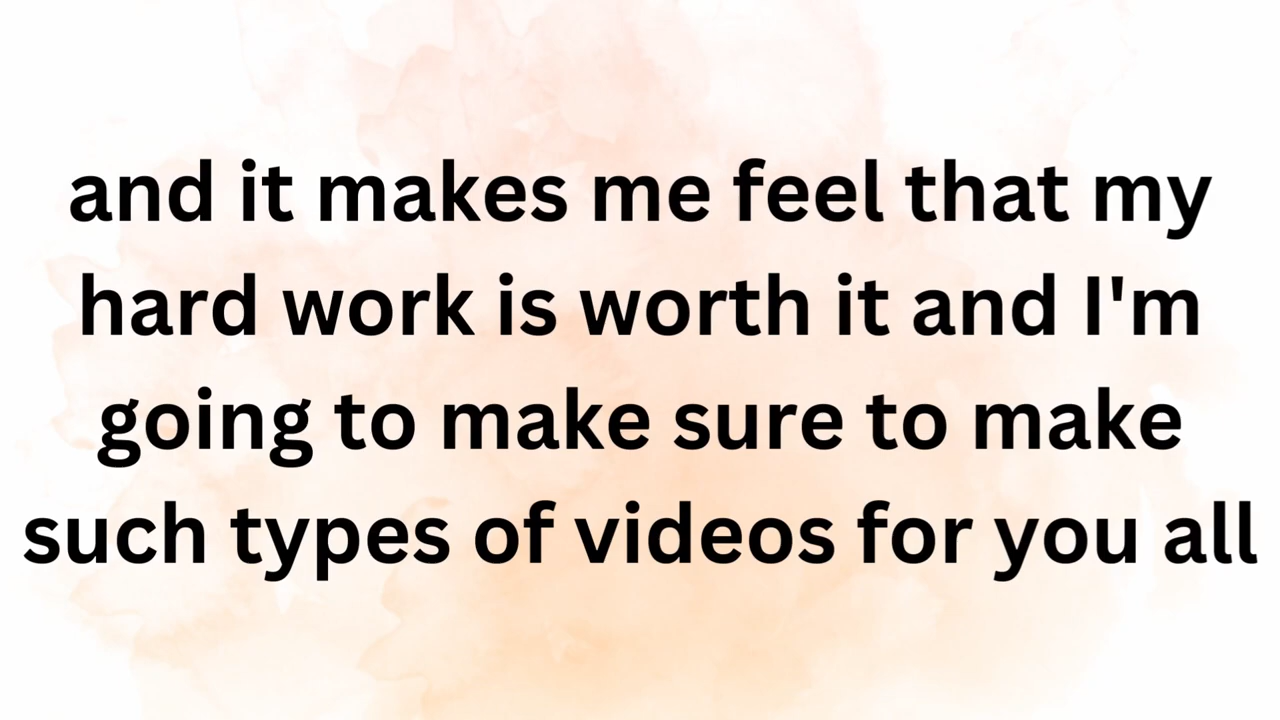 and it makes me feel that my
hard work is worth it and I'm
going to make sure to make
such types of videos for you all